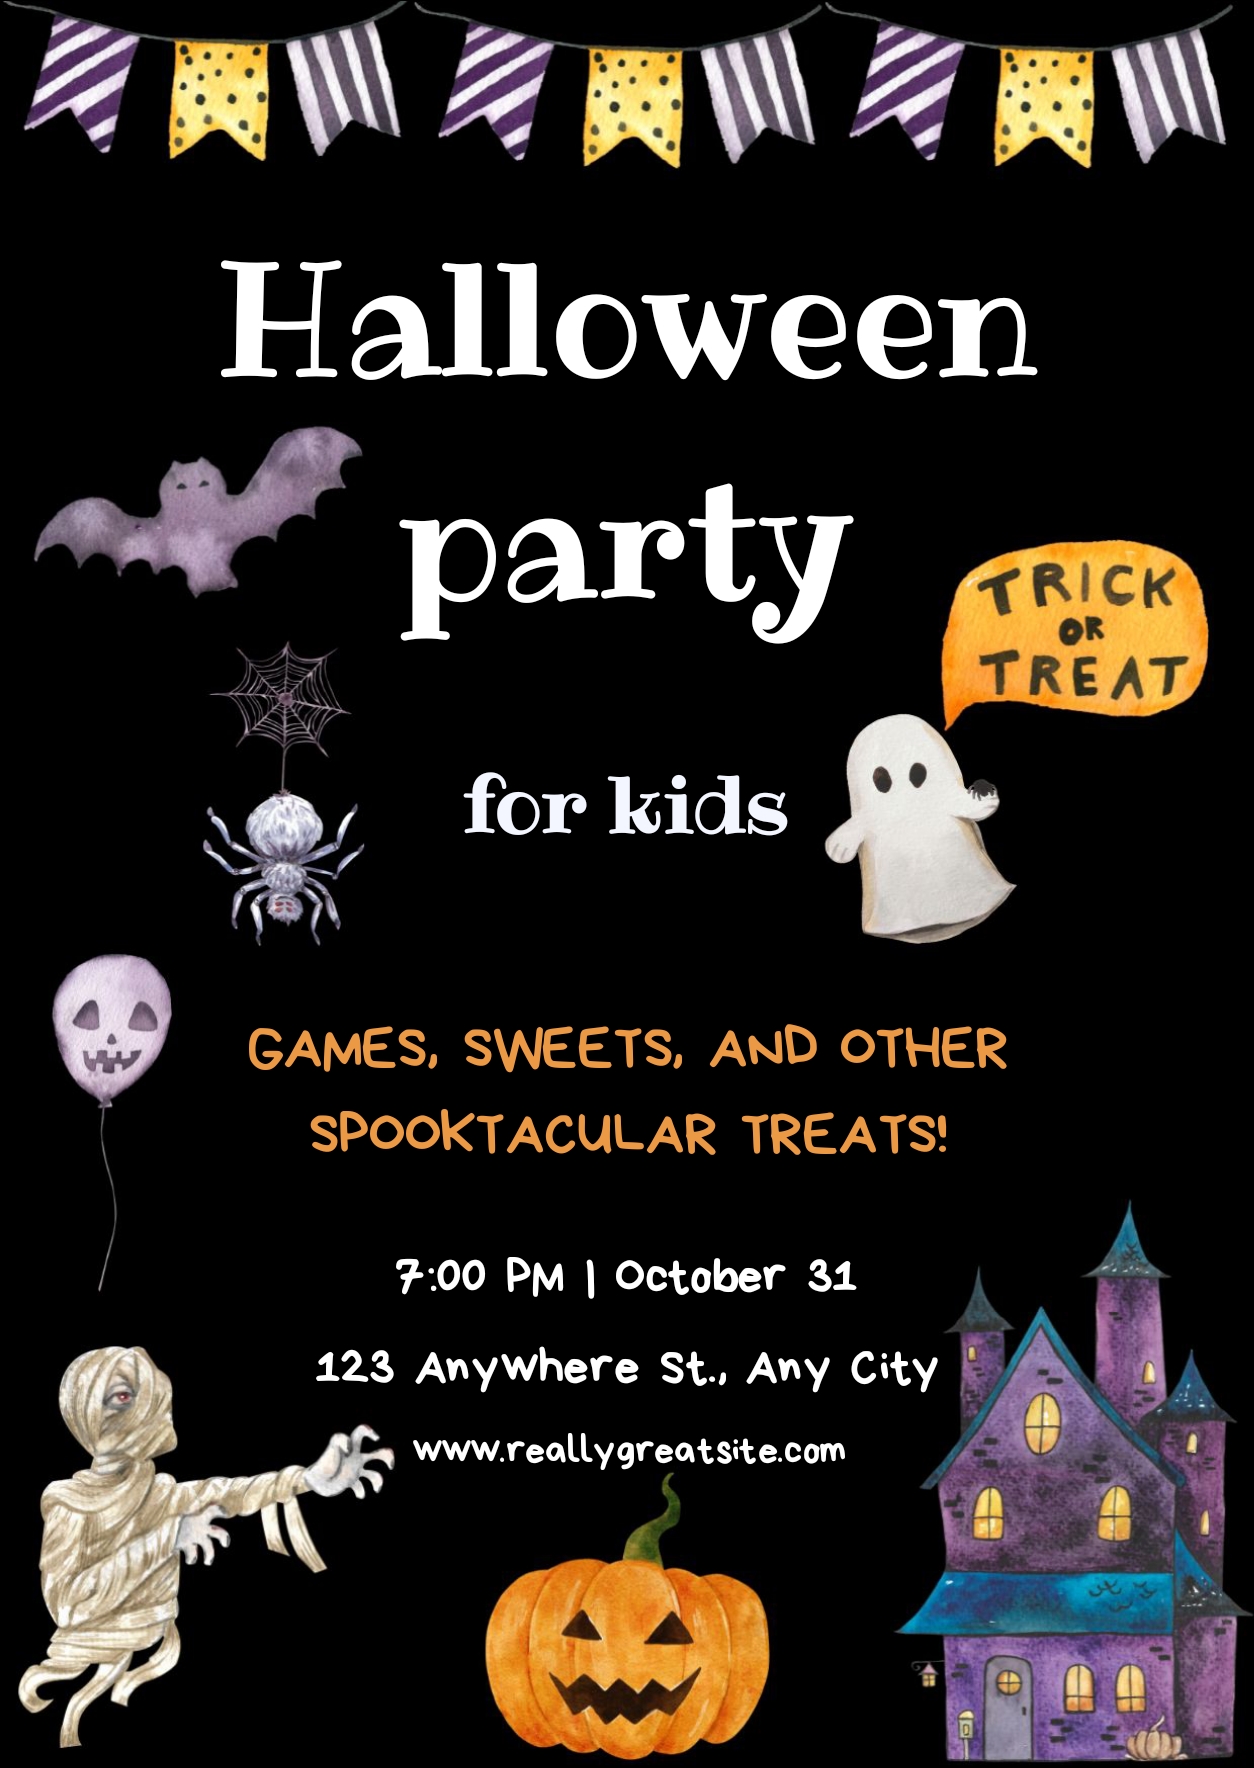 Halloween
party
TRICK
OR
TREAT
for kids
GAMES, SWEETS, AND OTHER
SPOOKTACULAR TREATS!
7:00 PM | October 31
123 Anywhere St., Any City
www.reallygreatsite.com